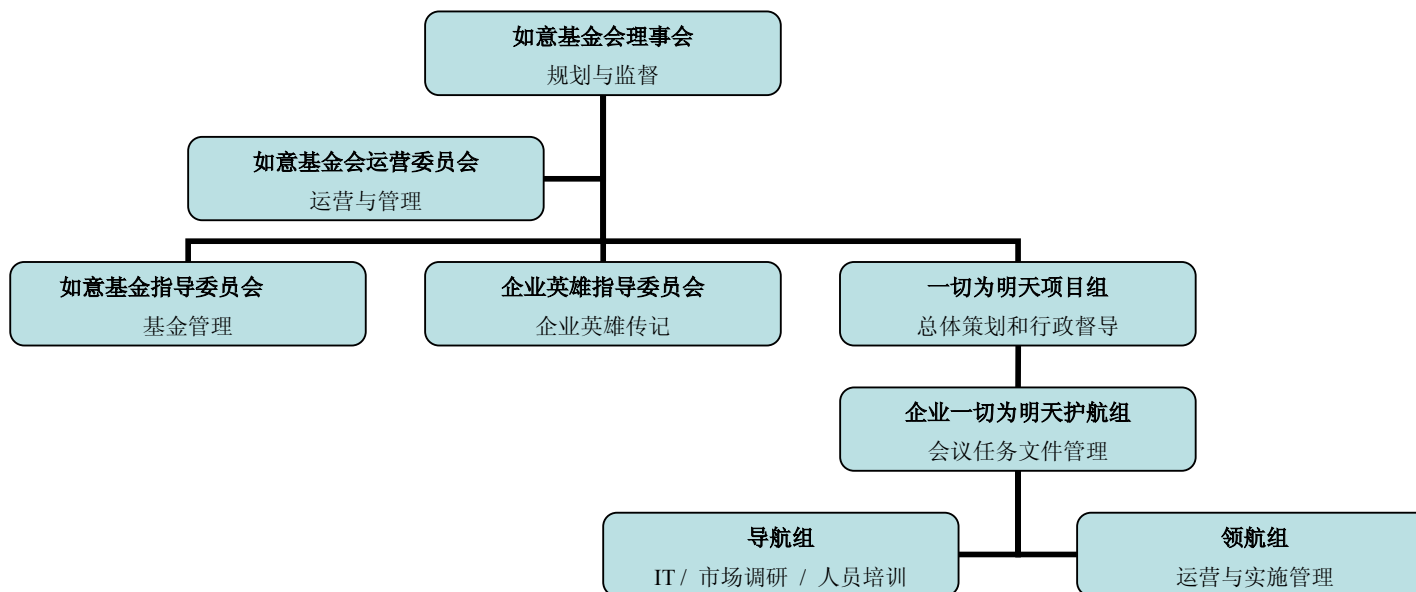 如意基金会理事会
规划与监督
如意基金会运营委员会
运营与管理
如意基金指导委员会
基金管理
企业英雄指导委员会
企业英雄传记
一切为明天项目组
总体策划和行政督导
企业一切为明天护航组
会议任务文件管理
导航组
IT / 市场调研 / 人员培训
领航组
运营与实施管理